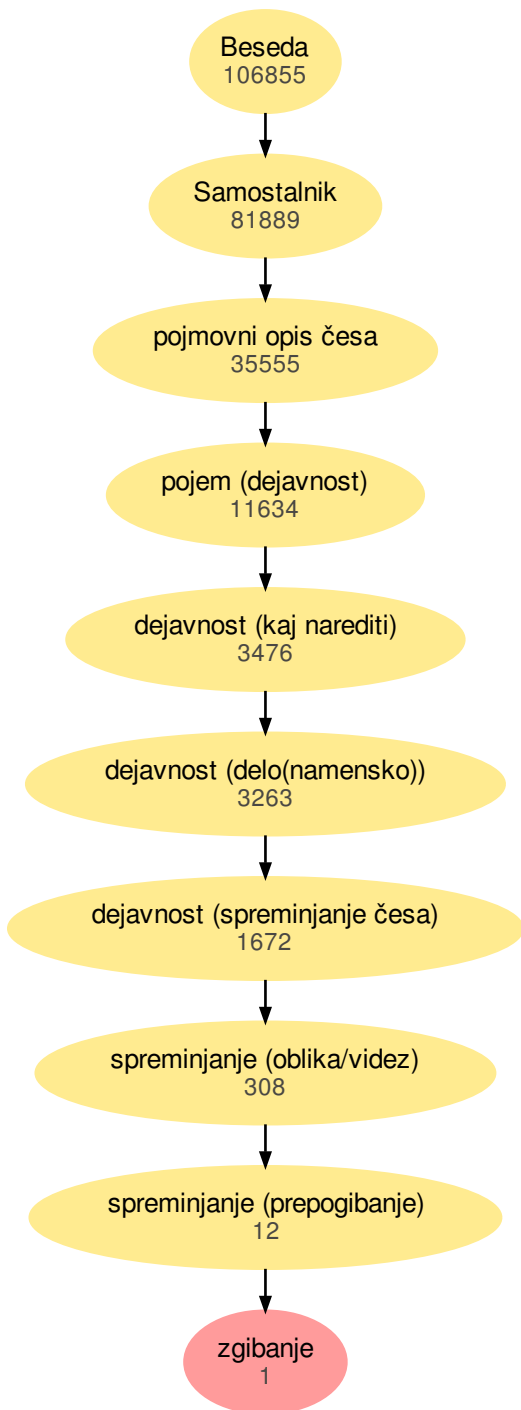 Beseda
106855
Samostalnik
81889
pojmovni opis česa
35555
pojem (dejavnost)
11634
dejavnost (kaj narediti)
3476
dejavnost (delo(namensko))
3263
dejavnost (spreminjanje česa)
1672
spreminjanje (oblika/videz)
308
spreminjanje (prepogibanje)
12
zgibanje
1